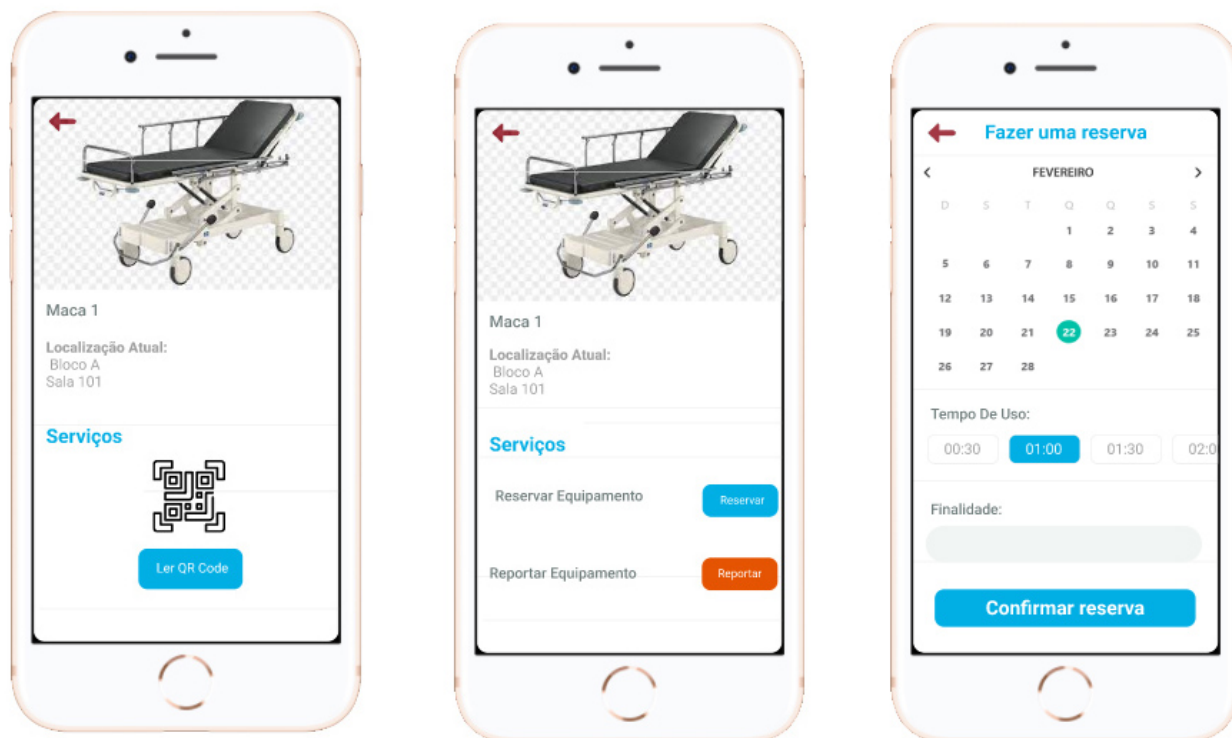 Maca 1
Localização Atual:
Bloco A
Sala 101
Serviços
Ler QR Code
Maca 1
Localização Atual:
Bloco A
Sala 101
Serviços
Reservar Equipamento Reservar
Reportar Equipamento Reportar
Fazer uma reserva
< FEVEREIRO >
D S T Q Q S S
1 2 3 4
5 6 7 8 9 10 11
12 13 14 15 16 17 18
19 20 21 22 23 24 25
26 27 28
Tempo De Uso:
00:30 01:00 01:30 02:0
Finalidade:
Confirmar reserva